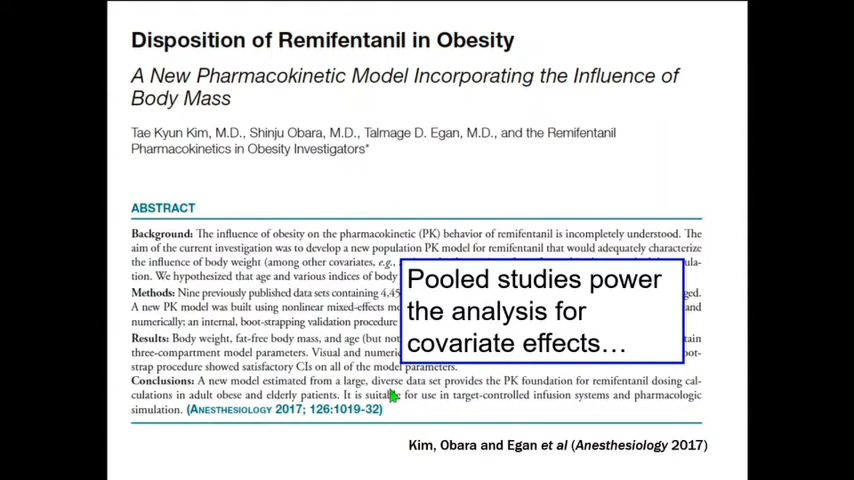 Disposition of Remifentanil in Obesity
A New Pharmacokinetic Model Incorporating the Influence of
Body Mass
Tae Kyun Kim, M.D., Shinju Obara, M.D., Talmage D. Egan, M.D., and the Remifentanil
Pharmacokinetics in Obesity Investigators*
ABSTRACT
Background: The influence of obesity on the pharmacokinetic (PK) behavior of remifentanil is incompletely understood. The
aim of the current investigation was to develop a new population PK model for remifentanil that would adequately characterize
the influence of body weight (among other covariates, e.g.,
tion. We hypothesized that age and various indices of body
Methods: Nine previously published data sets containing 4,45
A new PK model was built using nonlinear mixed-effects and
numerically; an internal, boot-strapping validation procedure
Results: Body weight, fat-free body mass, and age (but not
three-compartment model parameters. Visual and
strap procedure showed satisfactory CIs on all of the model parameters.
Pooled studies power
the analysis for
covariate effects...
Conclusions: A new model estimated from a large, diverse data set provides the PK foundation for remifentanil dosing cal-
culations in adult obese and elderly patients. It is suitable for use in target-controlled infusion systems and pharmacologic
simulation. (ANESTHESIOLOGY 2017; 126:1019-32)
Kim, Obara and Egan et al (Anesthesiology 2017)